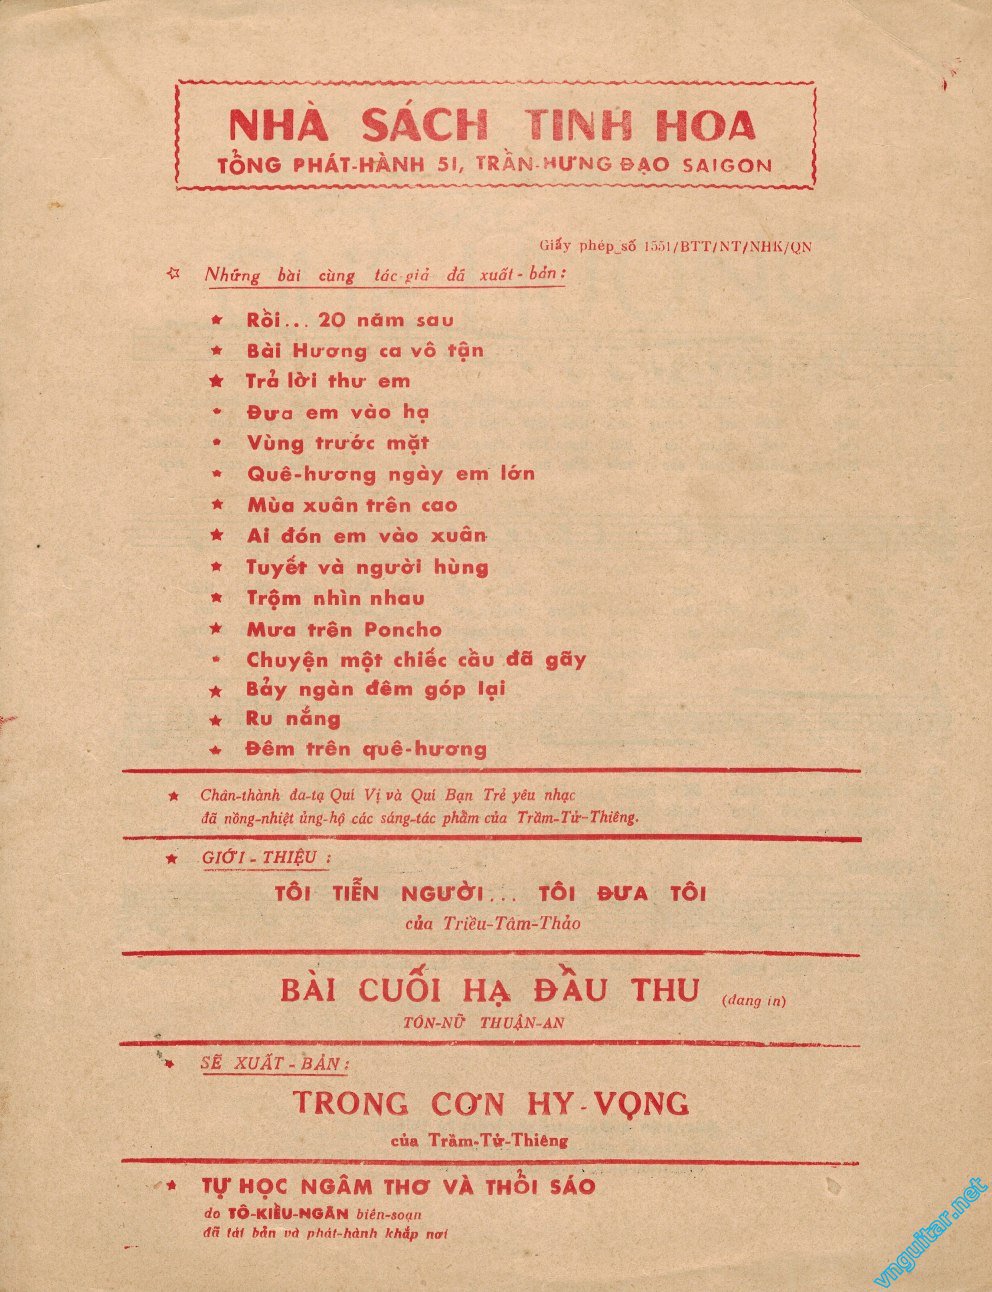 NHÀ SÁCH TINH HOA
TỔNG PHÁT-HÀNH 51, TRẦN-HƯNG ĐẠO SAIGON
Giấy phép số 1551/BTT/NT/NHK/QN
Những bài cùng tác-giả đã xuất-bản:
Rồi... 20 năm sau
Bài Hương ca vô tận
Trả lời thư em
Đưa em vào hạ
Vùng trước mặt
Quê-hương ngày em lớn
Mùa xuân trên cao
Ai đón em vào xuân
Tuyết và người hùng
Trộm nhìn nhau
Mưa trên Poncho
Chuyện một chiếc cầu đã gãy
Bảy ngàn đêm góp lại
Ru nắng
Đêm trên quê-hương
Chân-thành đa-tạ Quí Vị và Quí Bạn Trẻ yêu nhạc
đã nồng-nhiệt ủng-hộ các sáng-tác phẩm của Trầm-Tử-Thiêng.
GIỚI-THIỆU:
TÔI TIỄN NGƯỜI... TÔI ĐƯA TÔI
của Triều-Tâm-Thảo
BÀI CUỐI HẠ ĐẦU THU (đang in)
TÔN-NỮ THUẬN-AN
SẼ XUẤT-BẢN:
TRONG CƠN HY-VỌNG
của Trầm-Tử-Thiêng
TỰ HỌC NGÂM THƠ VÀ THỔI SÁO
do TÔ-KIỀU-NGÂN biên-soạn
đã tái bản và phát-hành khắp nơi
vnguitar.net